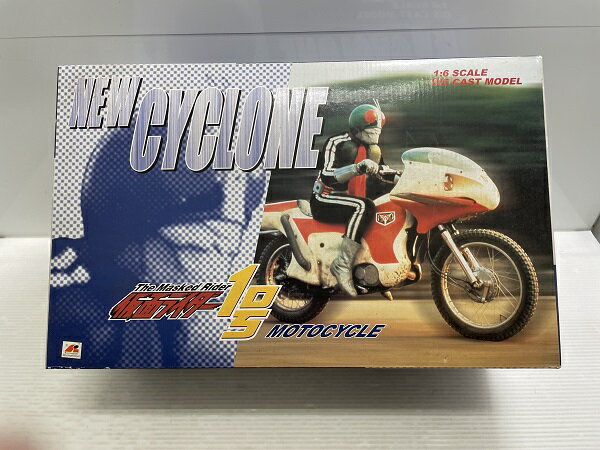 NEW
CYCLONE
1:6 SCALE
DIE CAST MODEL
The Masked Rider
仮面ライダー1号
MOTOCYCLE